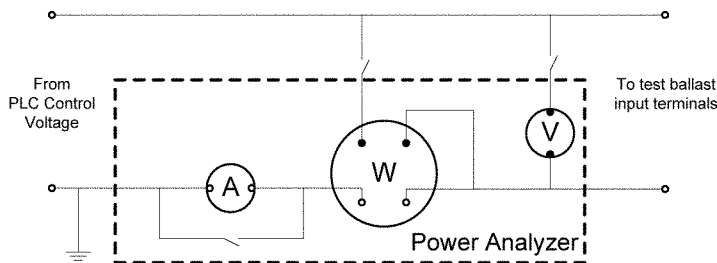 From
PLC Control
Voltage
To test ballast
input terminals
V
W
A
Power Analyzer